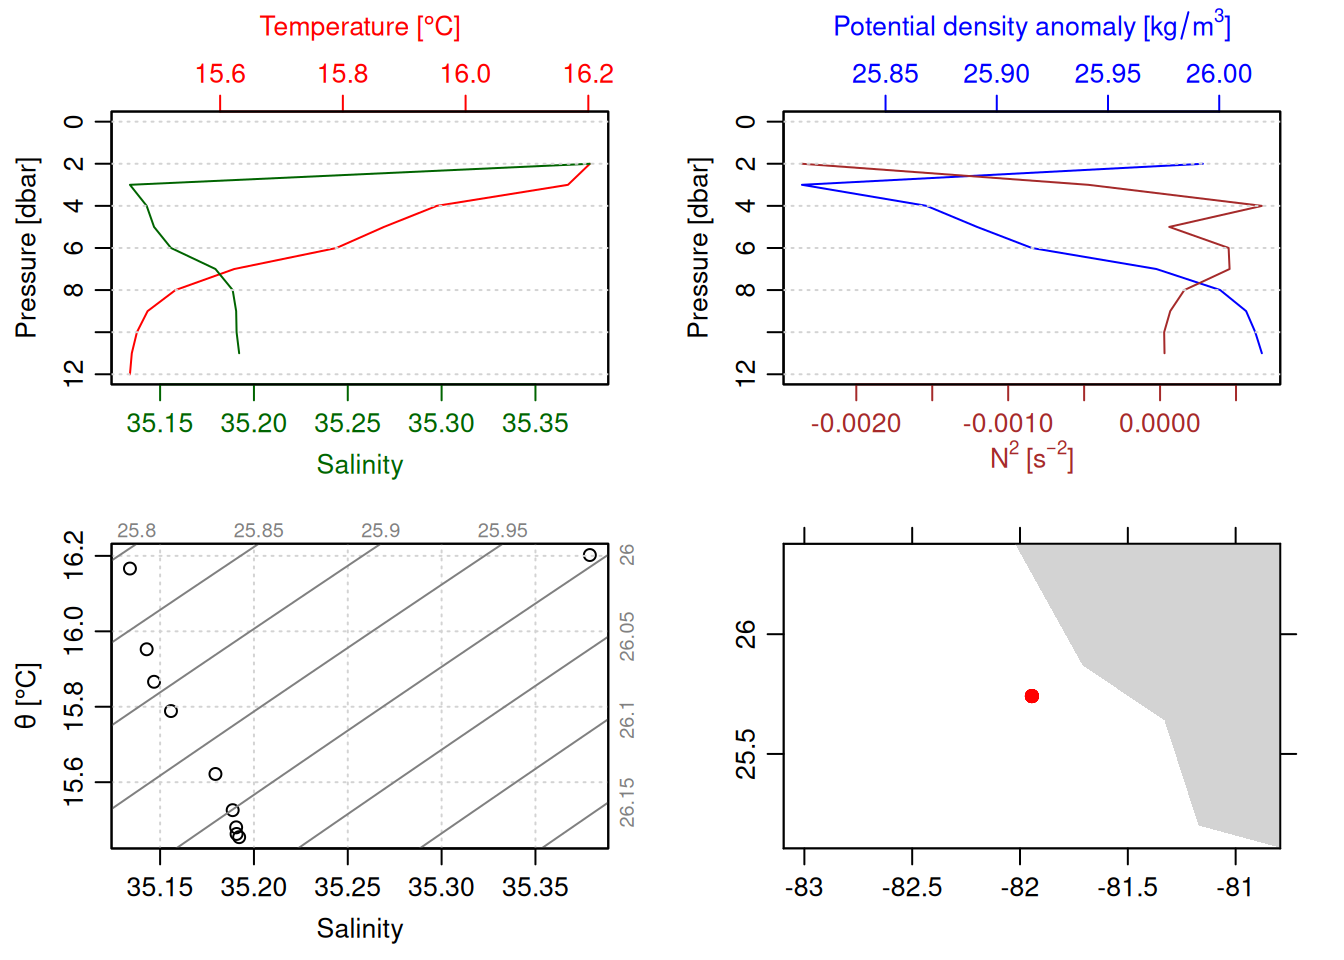 Temperature [°C]
15.6 15.8 16.0 16.2
Pressure [dbar]
0
2
4
6
8
12
35.15 35.20 35.25 35.30 35.35
Salinity
Potential density anomaly [kg/m³]
25.85 25.90 25.95 26.00
Pressure [dbar]
0
2
4
6
8
12
-0.0020 -0.0010 0.0000
N² [s⁻²]
25.8 25.85 25.9 25.95
θ [°C]
16.2
16.0
15.8
15.6
26
26.05
26.1
26.15
35.15 35.20 35.25 35.30 35.35
Salinity
26
25.5
-83 -82.5 -82 -81.5 -81